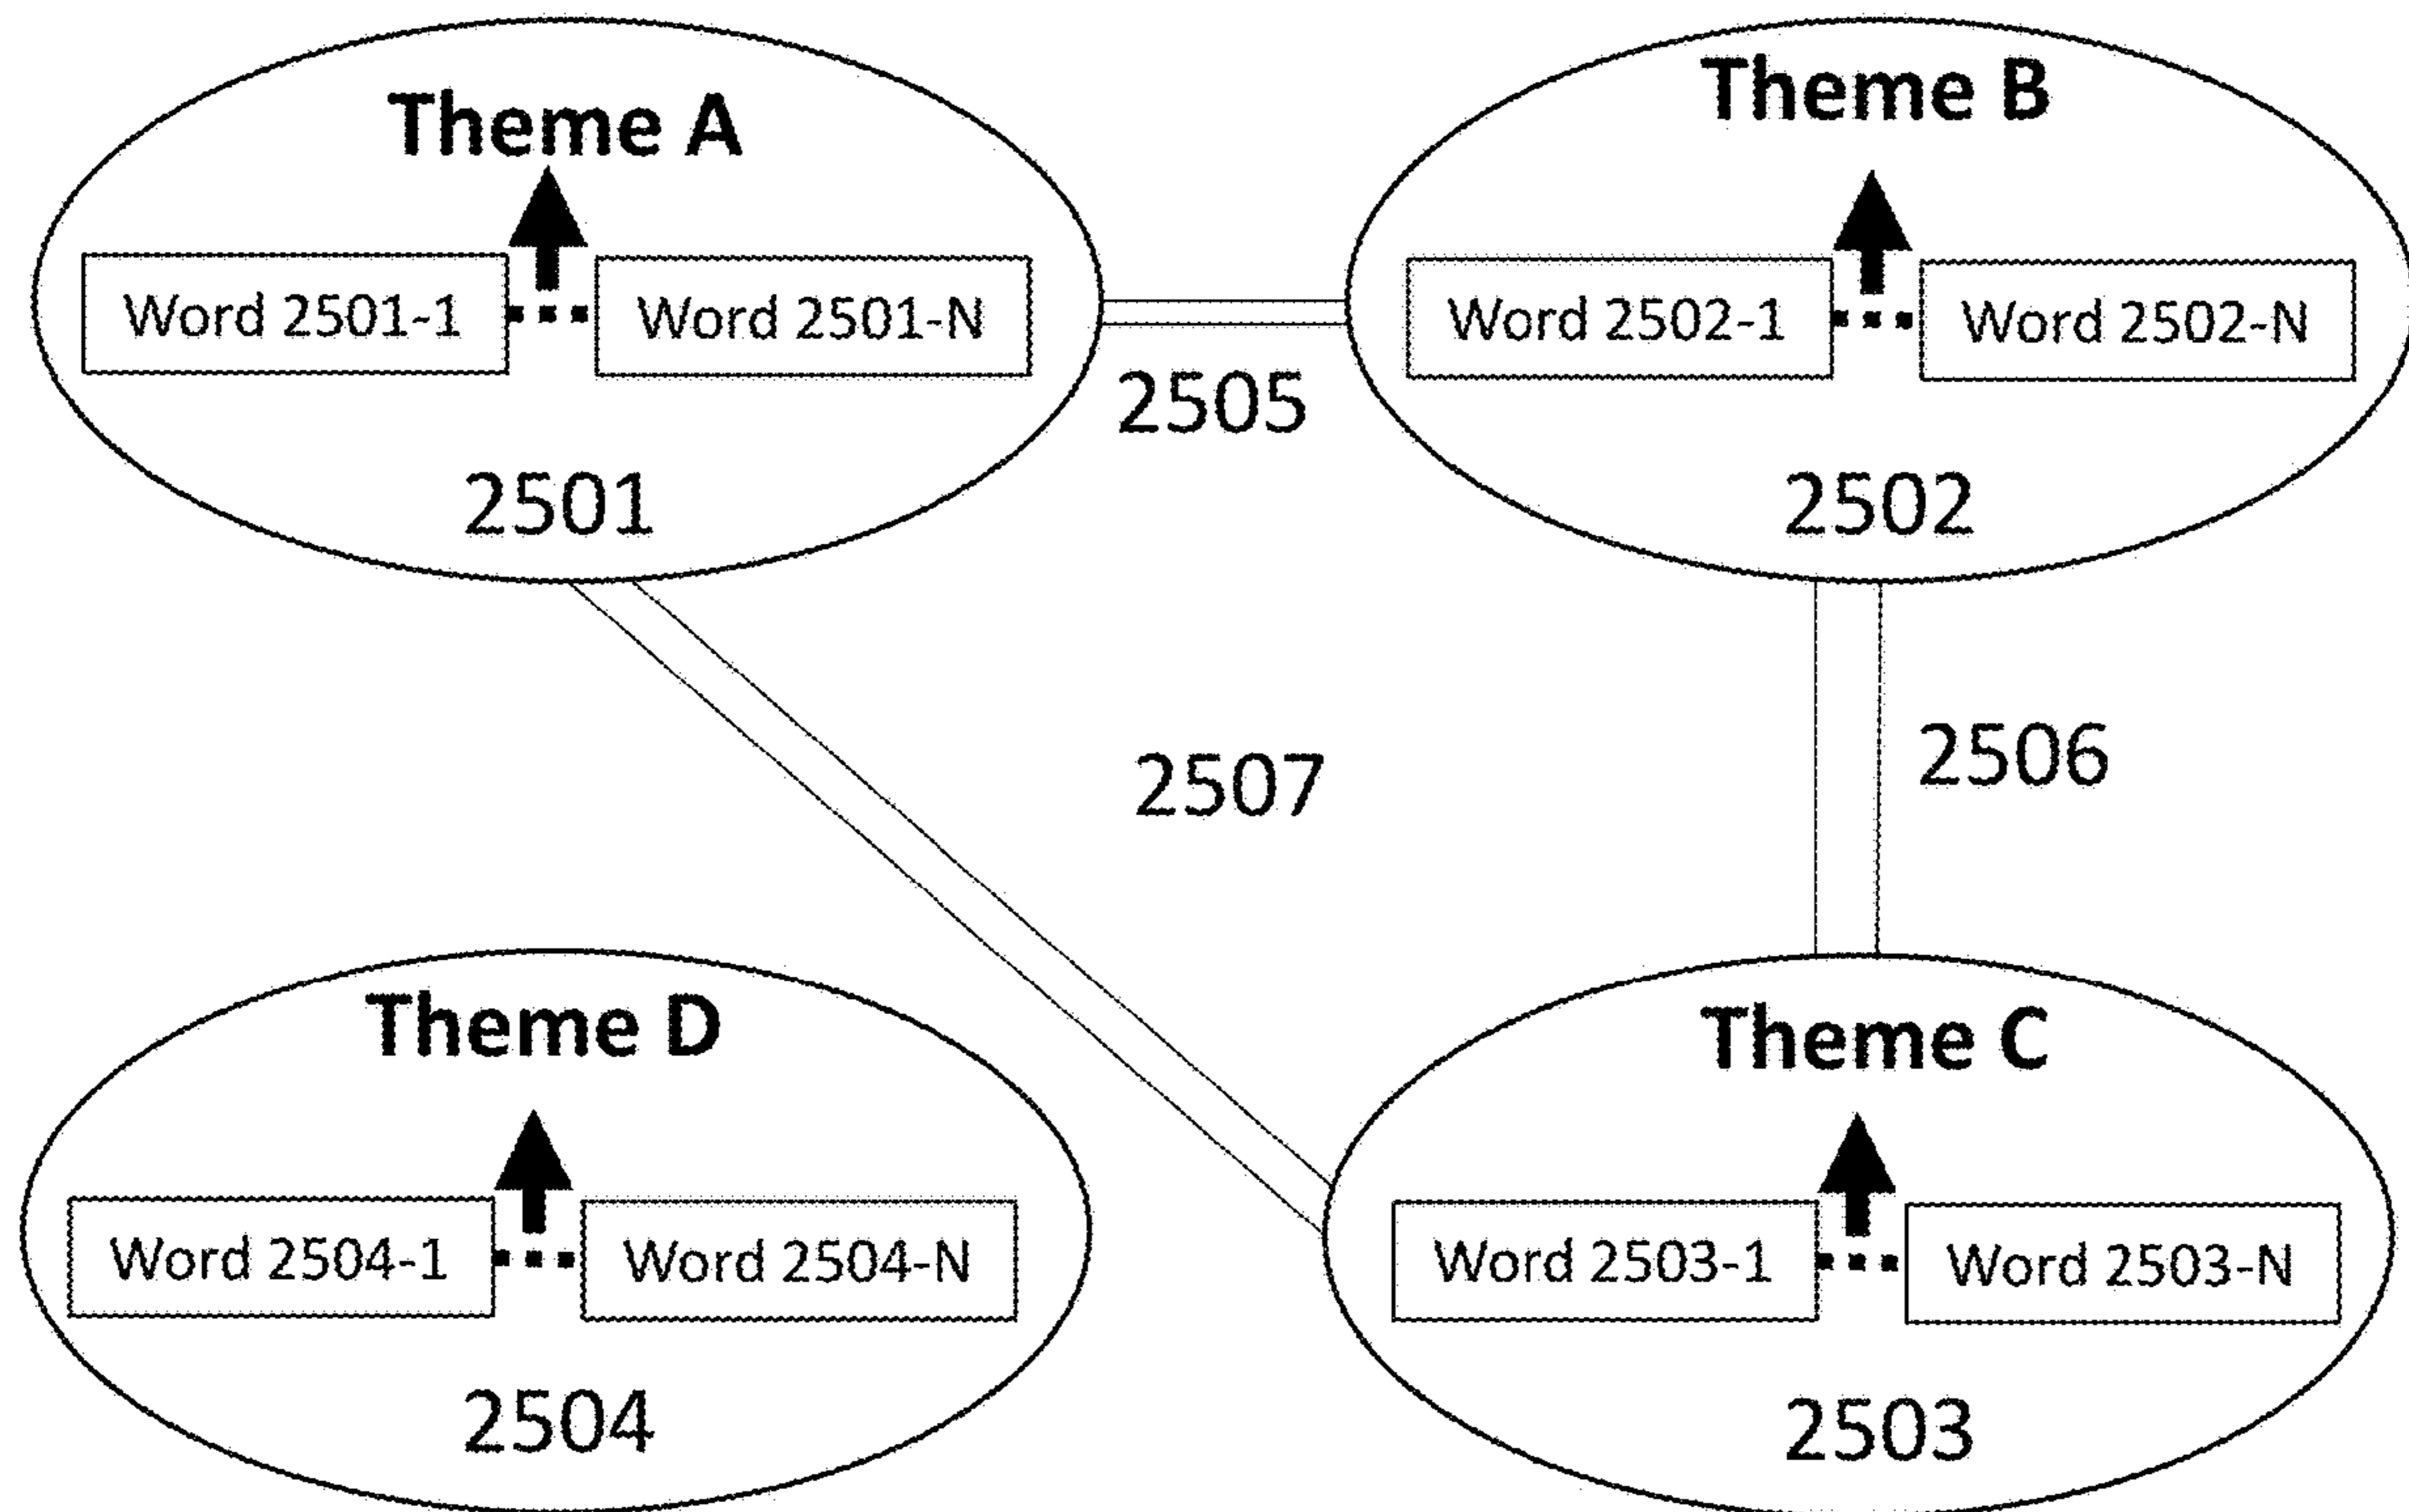 Theme A
Word 2501-1
Word 2501-N
2501
Theme B
Word 2502-1
Word 2502-N
2502
2505
2507
2506
Theme D
Word 2504-1
Word 2504-N
2504
Theme C
Word 2503-1
Word 2503-N
2503